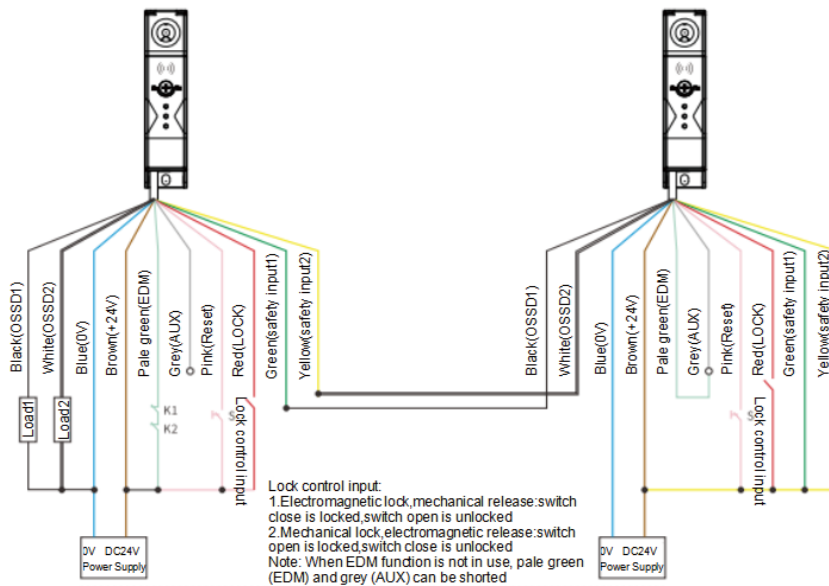 Black(OSSD1)
White(OSSD2)
Blue(0V)
Brown(+24V)
Pale green(EDM)
Grey(AUX)
Pink(Reset)
Red(LOCK)
Green(safety input1)
Yellow(safety input2)
Load1
Load2
K1
K2
S
Lock control input
0V DC24V
Power Supply
Black(OSSD1)
White(OSSD2)
Blue(0V)
Brown(+24V)
Pale green(EDM)
Grey(AUX)
Pink(Reset)
Red(LOCK)
Green(safety input1)
Yellow(safety input2)
S
Lock control input
0V DC24V
Power Supply
Lock control input:
1.Electromagnetic lock,mechanical release:switch
close is locked,switch open is unlocked
2.Mechanical lock,electromagnetic release:switch
open is locked,switch close is unlocked
Note: When EDM function is not in use, pale green
(EDM) and grey (AUX) can be shorted